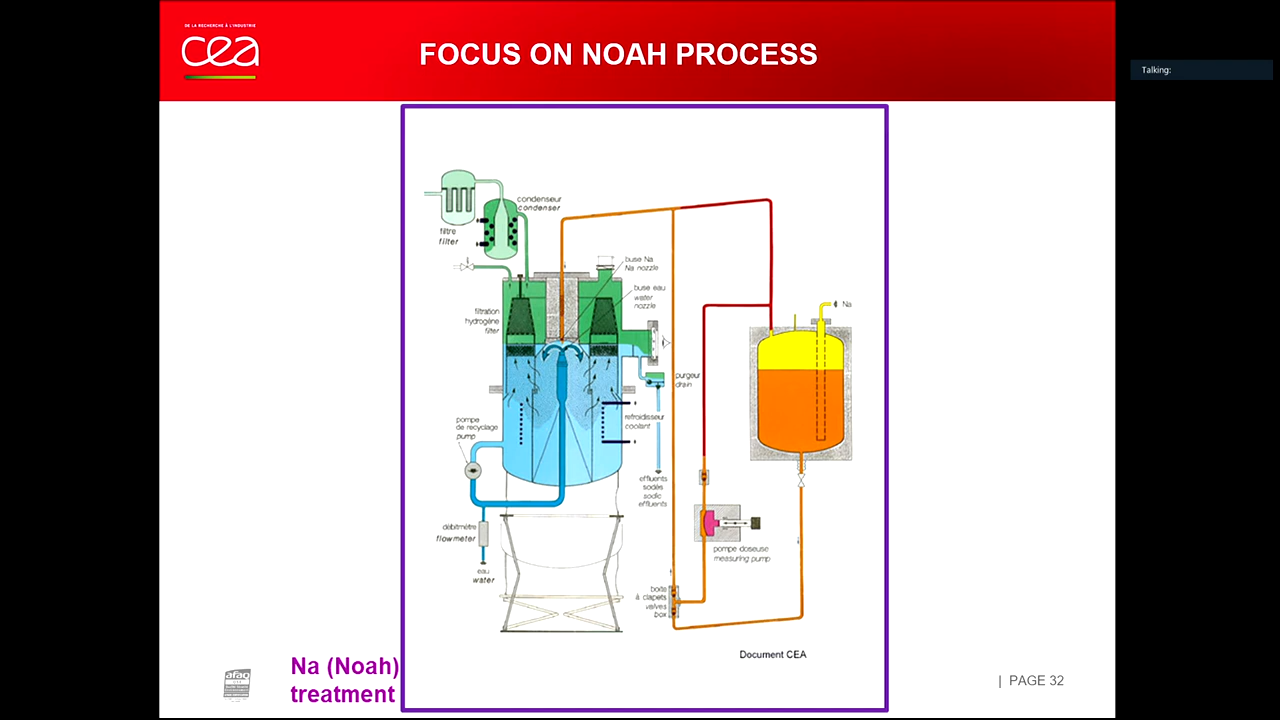 DE LA RECHERCHE À L'INDUSTRIE
cea
FOCUS ON NOAH PROCESS
Talking:
condenseur
condenser
filtre
filter
buse Na
Na nozzle
buse eau
water
nozzle
Na
filtration
hydrogène
filter
purgeur
drain
pompe
de recyclage
pump
refroidisseur
coolant
effluents
sodés
sodic
effluents
débitmètre
flowmeter
pompe doseuse
measuring pump
eau
water
boite
à clapets
valves
box
Document CEA
Na (Noah)
treatment
afaq
| PAGE 32